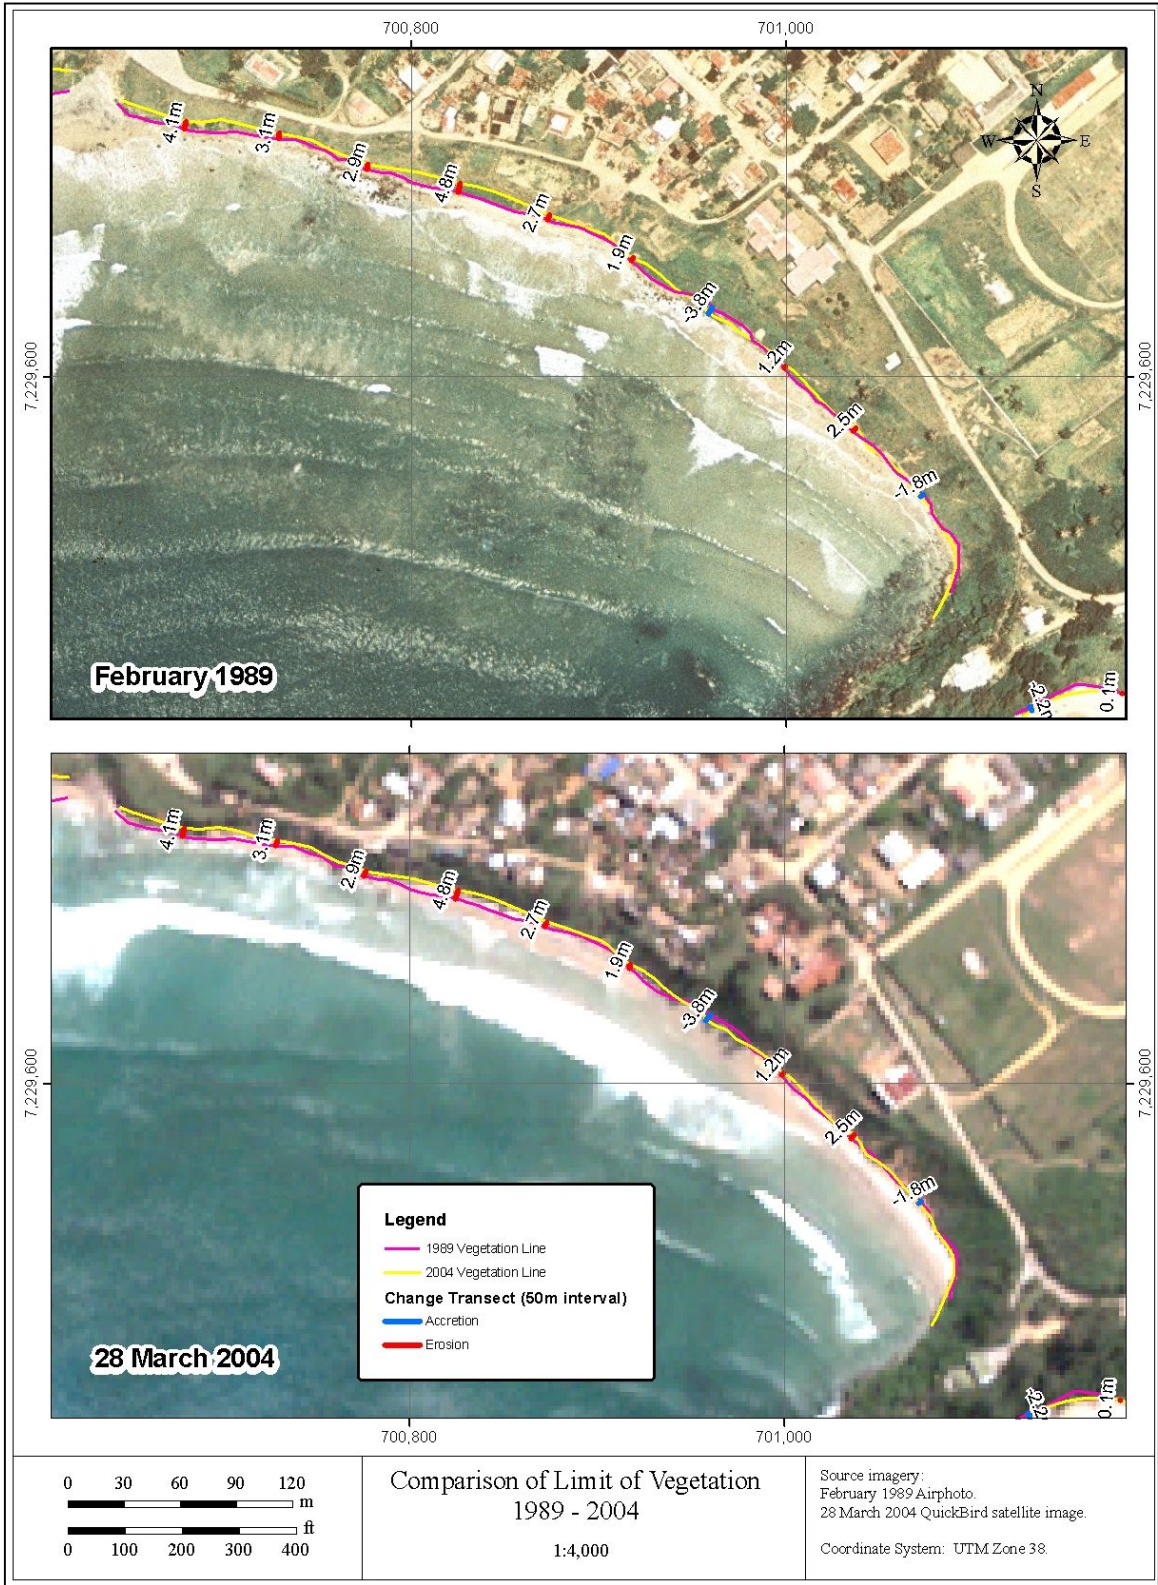 700,800
701,000
N
W
E
S
4.1m
3.1m
2.9m
4.8m
2.7m
1.9m
-3.8m
1.2m
2.5m
-1.8m
7,229,600
7,229,600
February 1989
0.1m
4.1m
3.1m
2.9m
4.8m
2.7m
1.9m
-3.8m
1.2m
2.5m
-1.8m
7,229,600
7,229,600
Legend
1989 Vegetation Line
2004 Vegetation Line
Change Transect (50m interval)
Accretion
Erosion
28 March 2004
0.1m
700,800
701,000
0 30 60 90 120
m
ft
0 100 200 300 400
Comparison of Limit of Vegetation
1989 - 2004
1:4,000
Source imagery:
February 1989 Airphoto.
28 March 2004 QuickBird satellite image.
Coordinate System: UTM Zone 38.